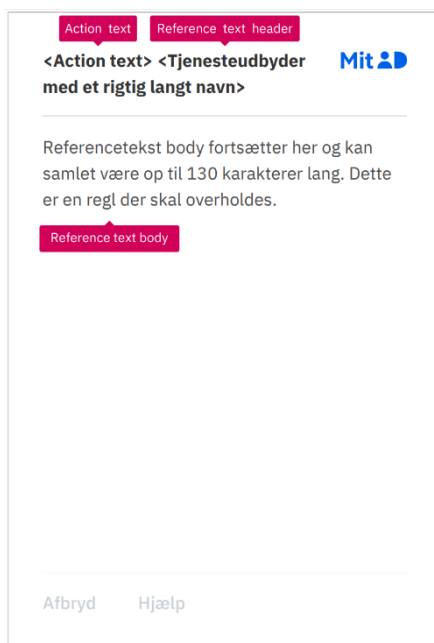 Action text Reference text header
<Action text> <Tjenesteudbyder
med et rigtig langt navn>
Mit
Referencetekst body fortsætter her og kan
samlet være op til 130 karakterer lang. Dette
er en regl der skal overholdes.
Reference text body
Afbryd Hjælp